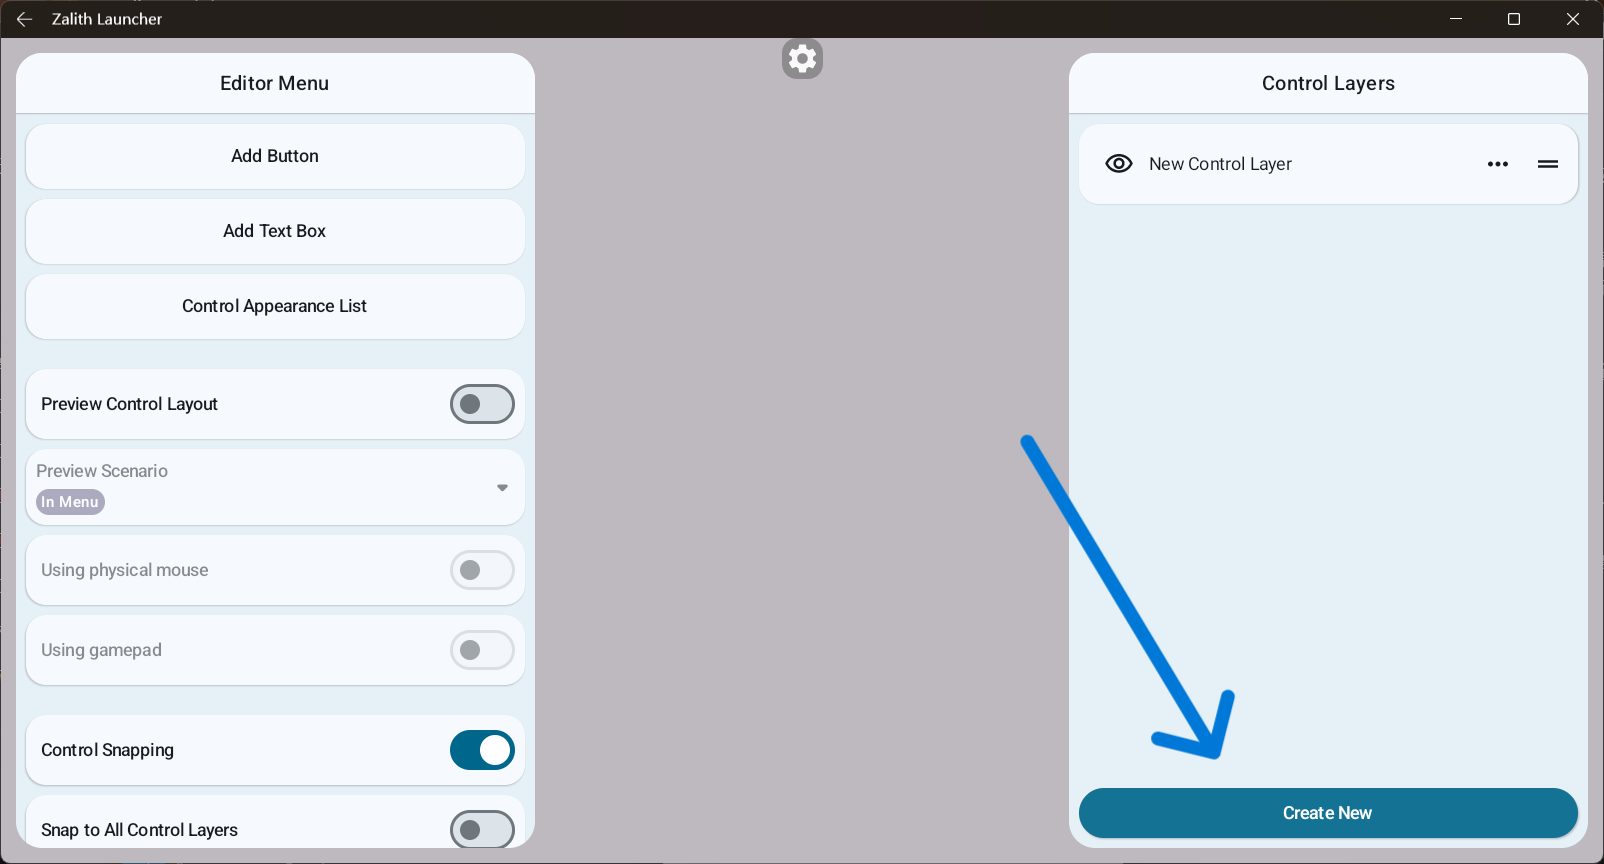 Zalith Launcher
Editor Menu
Add Button
Add Text Box
Control Appearance List
Preview Control Layout
Preview Scenario
In Menu
Using physical mouse
Using gamepad
Control Snapping
Snap to All Control Layers
Control Layers
New Control Layer
Create New